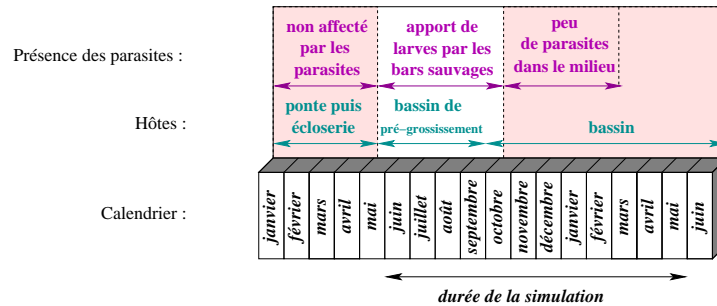 Présence des parasites :
non affecté
par les
parasites
apport de
larves par les
bars sauvages
peu
de parasites
dans le milieu
Hôtes :
ponte puis
écloserie
bassin de
pré-grossissement
bassin
Calendrier :
janvier
février
mars
avril
mai
juin
juillet
août
septembre
octobre
novembre
décembre
janvier
février
mars
avril
mai
juin
durée de la simulation